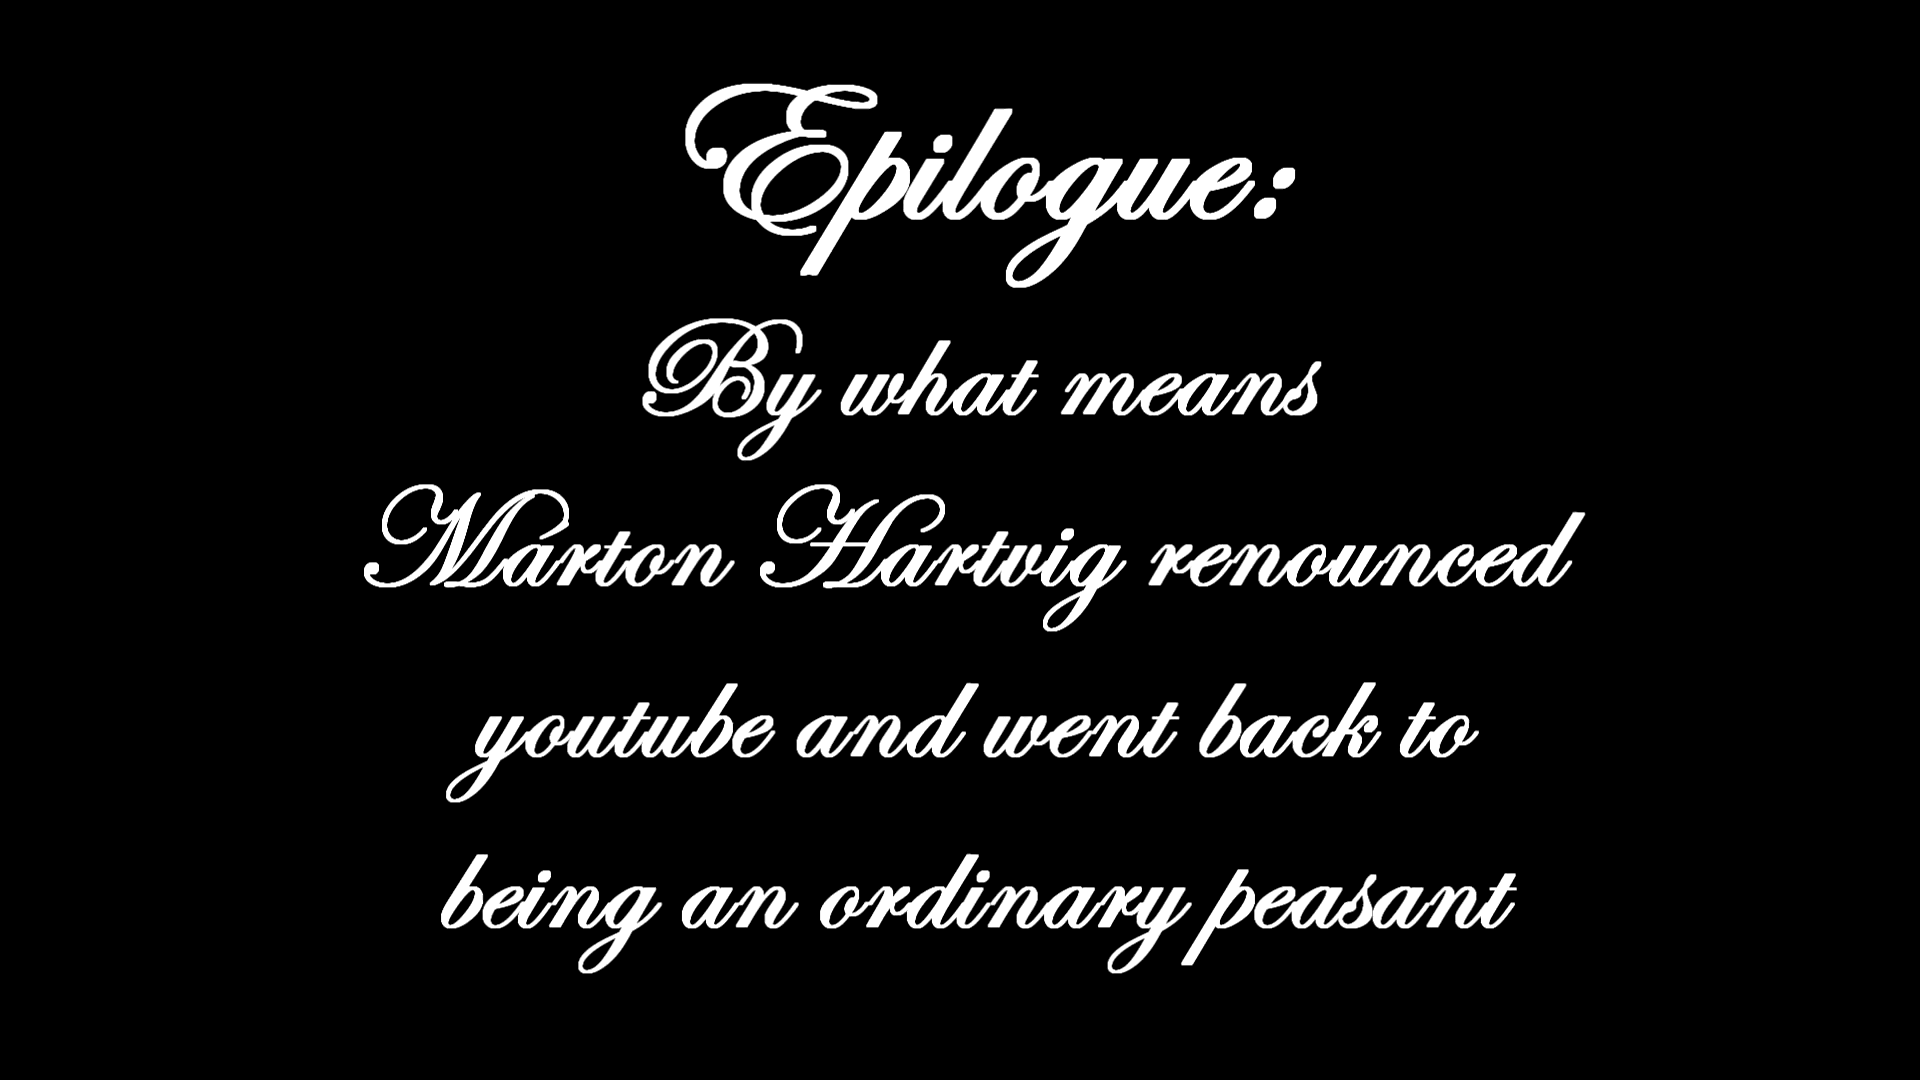 Epilogue:
By what means
Márton Hartvig renounced
youtube and went back to
being an ordinary peasant